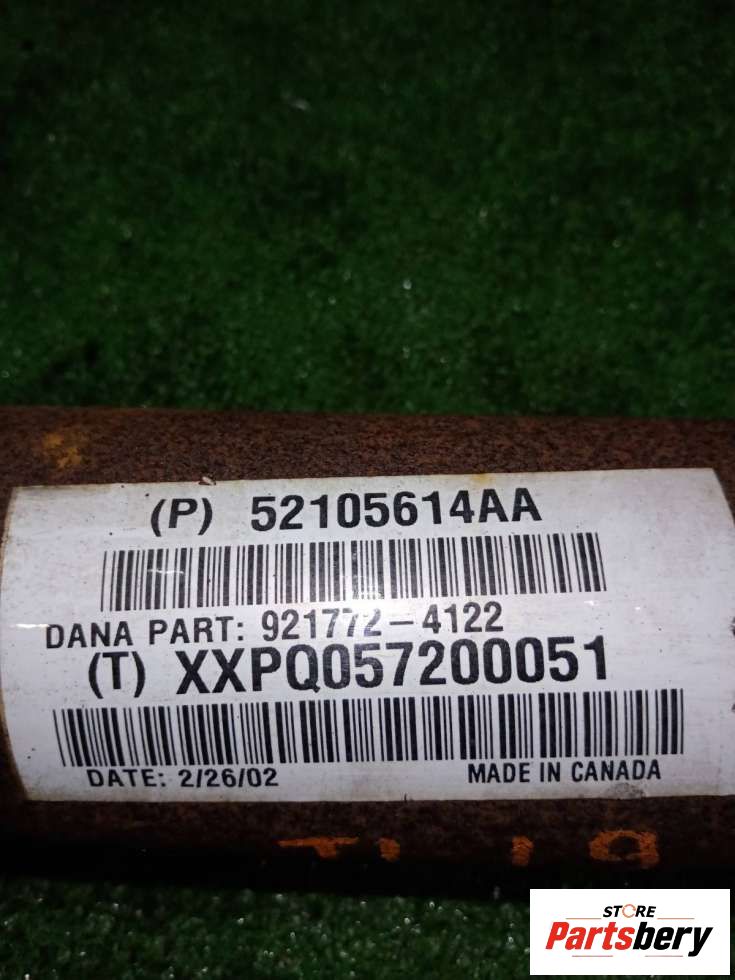 (P) 52105614AA
DANA PART: 921772-4122
(T) XXPQ057200051
DATE: 2/26/02 MADE IN CANADA
STORE
Partsbery